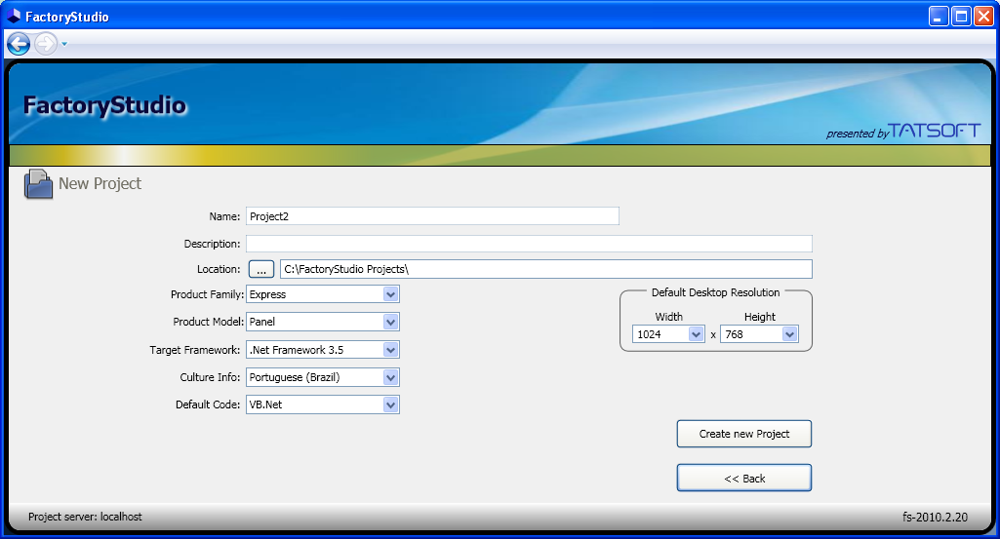 FactoryStudio
FactoryStudio
presented by TATSOFT
New Project
Name: Project2
Description:
Location: ... C:\FactoryStudio Projects\
Product Family: Express
Default Desktop Resolution
Product Model: Panel
Width Height
1024 x 768
Target Framework: .Net Framework 3.5
Culture Info: Portuguese (Brazil)
Default Code: VB.Net
Create new Project
<< Back
Project server: localhost fs-2010.2.20